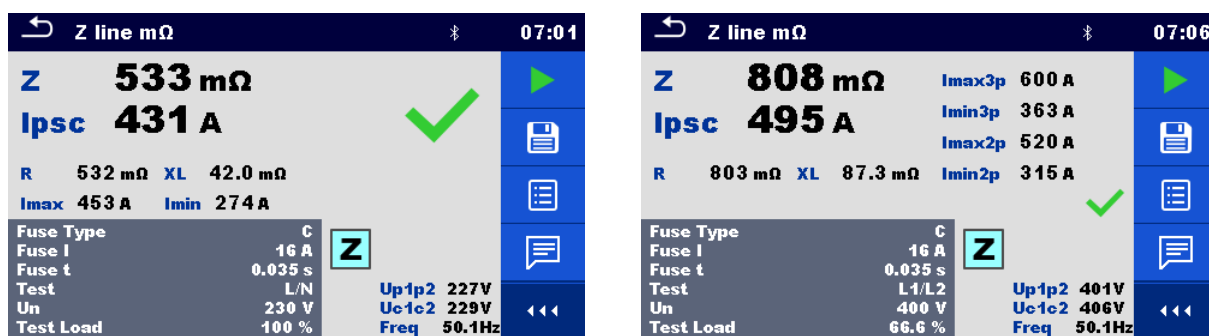 Z line mΩ 07:01
Z 533 mΩ
Ipsc 431 A
R 532 mΩ XL 42.0 mΩ
Imax 453 A Imin 274 A
Fuse Type C
Fuse I 16 A
Fuse t 0.035 s
Test L/N
Un 230 V
Test Load 100 %
Z
Up1p2 227V
Uc1c2 229V
Freq 50.1Hz
Z line mΩ 07:06
Z 808 mΩ
Ipsc 495 A
Imax3p 600 A
Imin3p 363 A
Imax2p 520 A
R 803 mΩ XL 87.3 mΩ Imin2p 315 A
Fuse Type C
Fuse I 16 A
Fuse t 0.035 s
Test L1/L2
Un 400 V
Test Load 66.6 %
Z
Up1p2 401V
Uc1c2 406V
Freq 50.1Hz